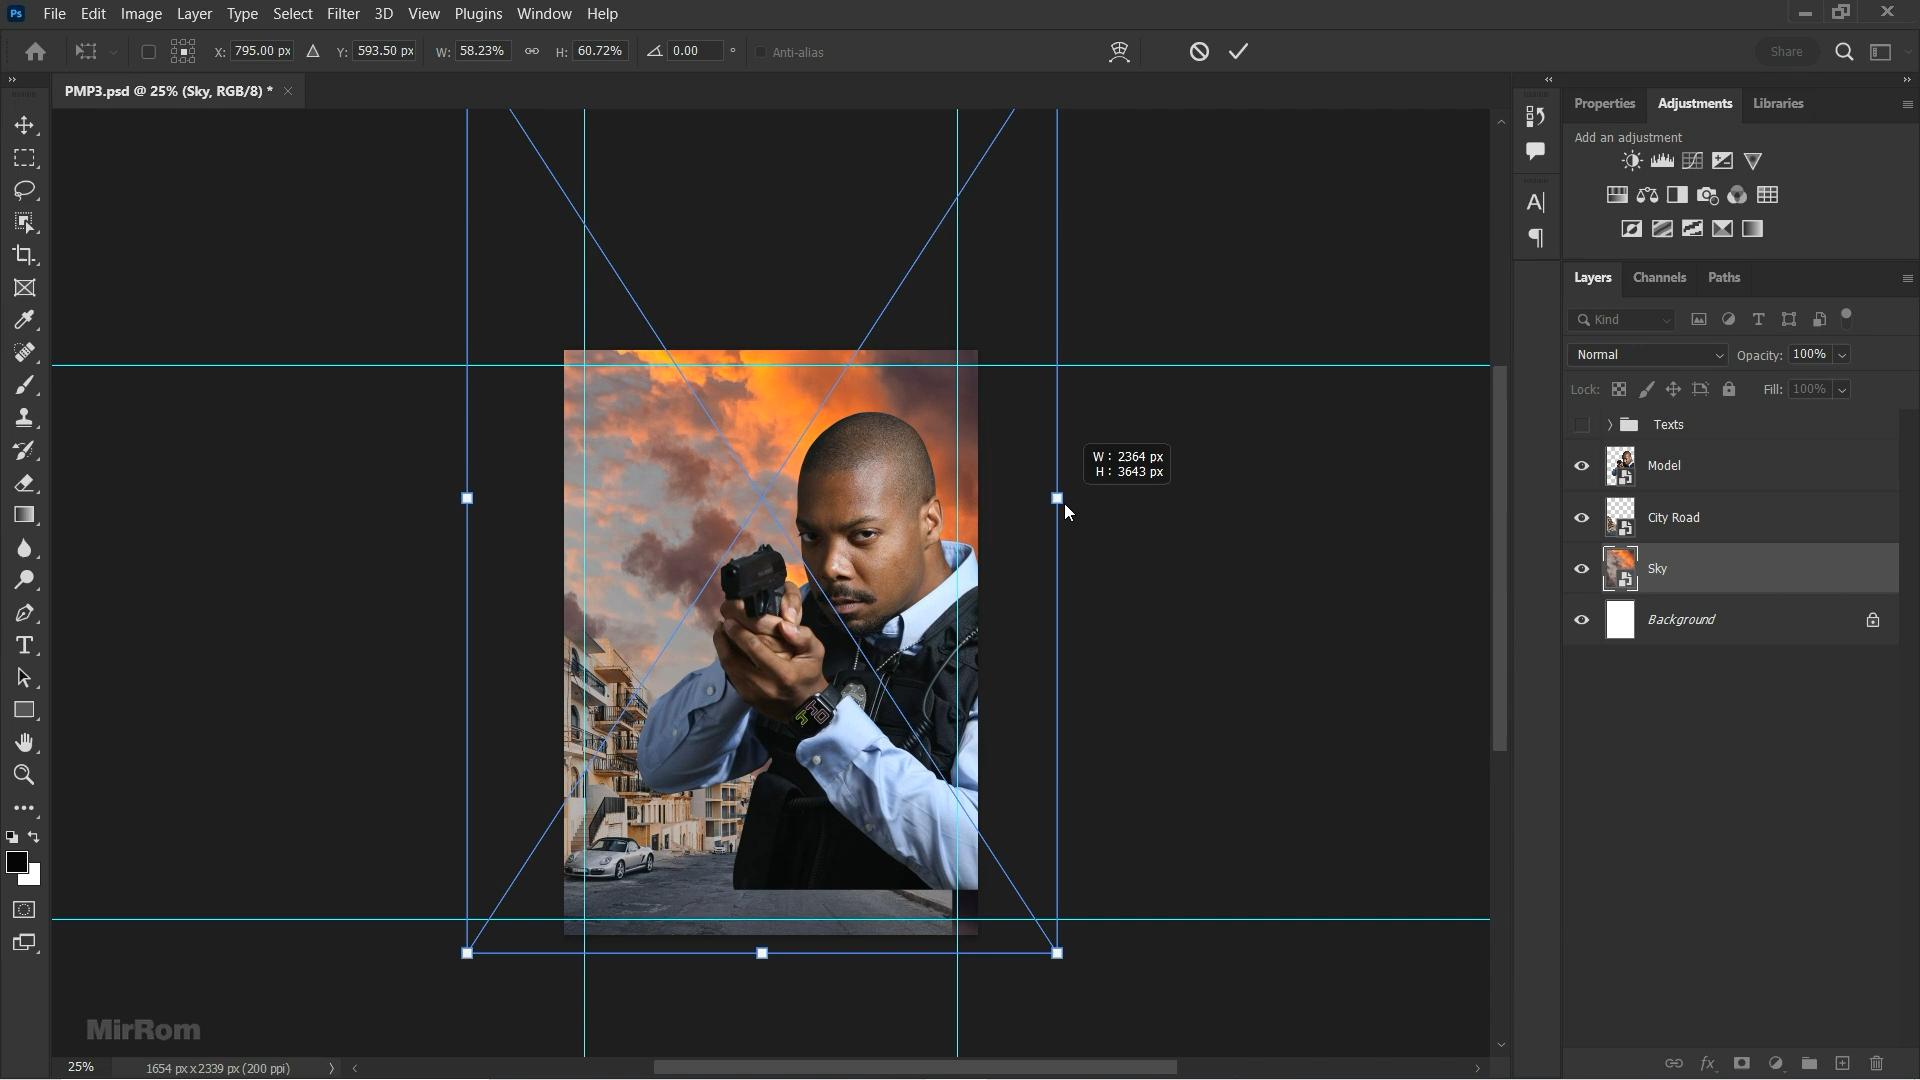 Ps File Edit Image Layer Type Select Filter 3D View Plugins Window Help
X: 795.00 px Y: 593.50 px W: 58.23% H: 60.72% 0.00 ° Anti-alias Share
PMP3.psd @ 25% (Sky, RGB/8) *
Properties Adjustments Libraries
Add an adjustment
Layers Channels Paths
Kind
Normal Opacity: 100%
Lock: Fill: 100%
Texts
W : 2364 px
H : 3643 px
Model
City Road
Sky
Background
MirRom
25% 1654 px x 2339 px (200 ppi)